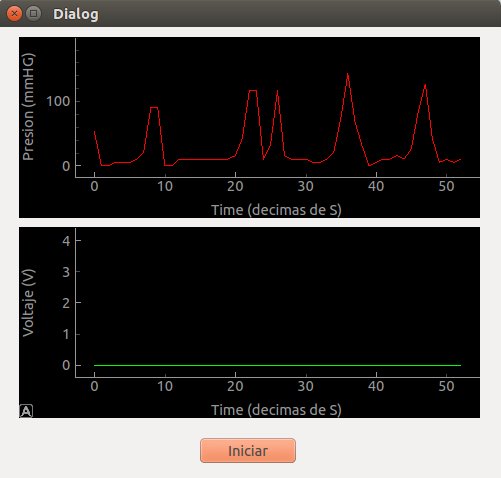 Dialog
Presion (mmHG)
100
0
0 10 20 30 40 50
Time (decimas de S)
Voltaje (V)
4
3
2
1
0
0 10 20 30 40 50
Time (decimas de S)
A
Iniciar